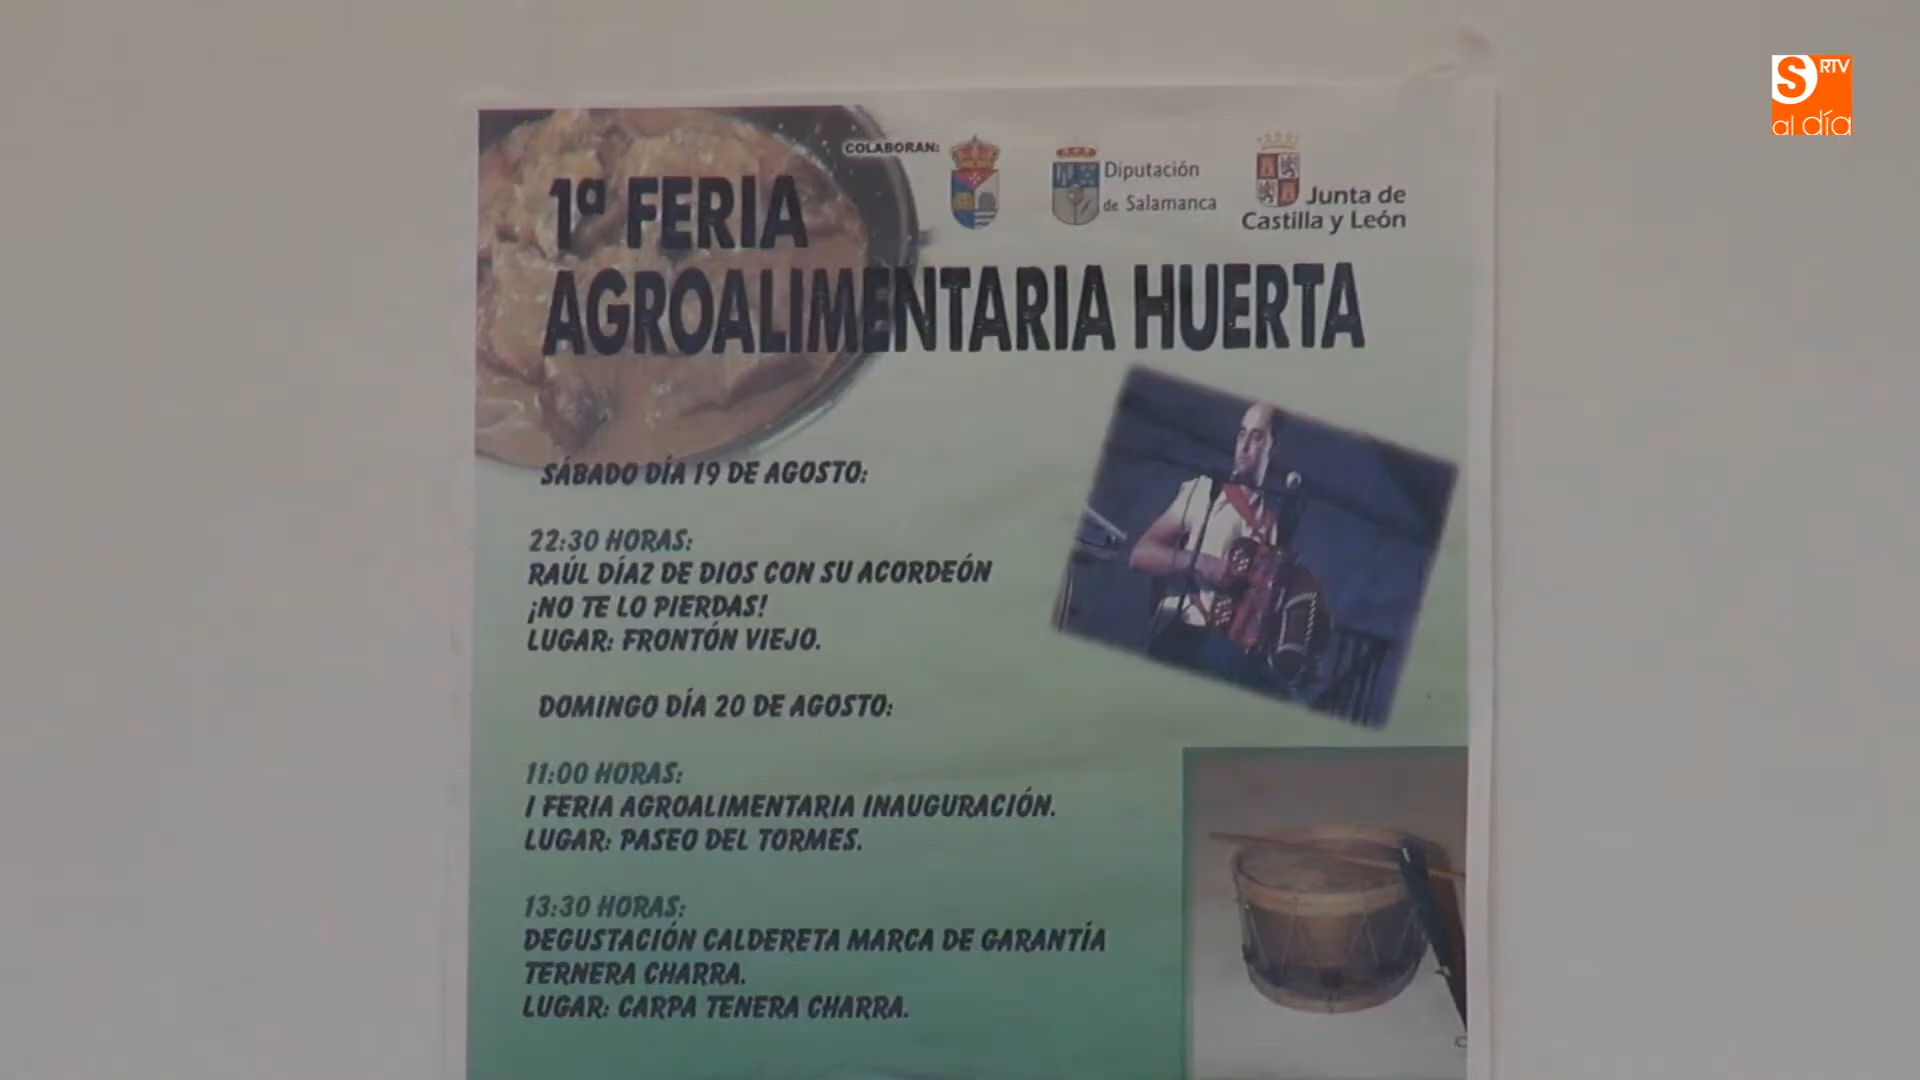 S RTV
al día
COLABORAN:
Diputación
de Salamanca
Junta de
Castilla y León
1ª FERIA
AGROALIMENTARIA HUERTA
SÁBADO DÍA 19 DE AGOSTO:
22:30 HORAS:
RAÚL DÍAZ DE DIOS CON SU ACORDEÓN
¡NO TE LO PIERDAS!
LUGAR: FRONTÓN VIEJO.
DOMINGO DÍA 20 DE AGOSTO:
11:00 HORAS:
I FERIA AGROALIMENTARIA INAUGURACIÓN.
LUGAR: PASEO DEL TORMES.
13:30 HORAS:
DEGUSTACIÓN CALDERETA MARCA DE GARANTÍA
TERNERA CHARRA.
LUGAR: CARPA TENERA CHARRA.